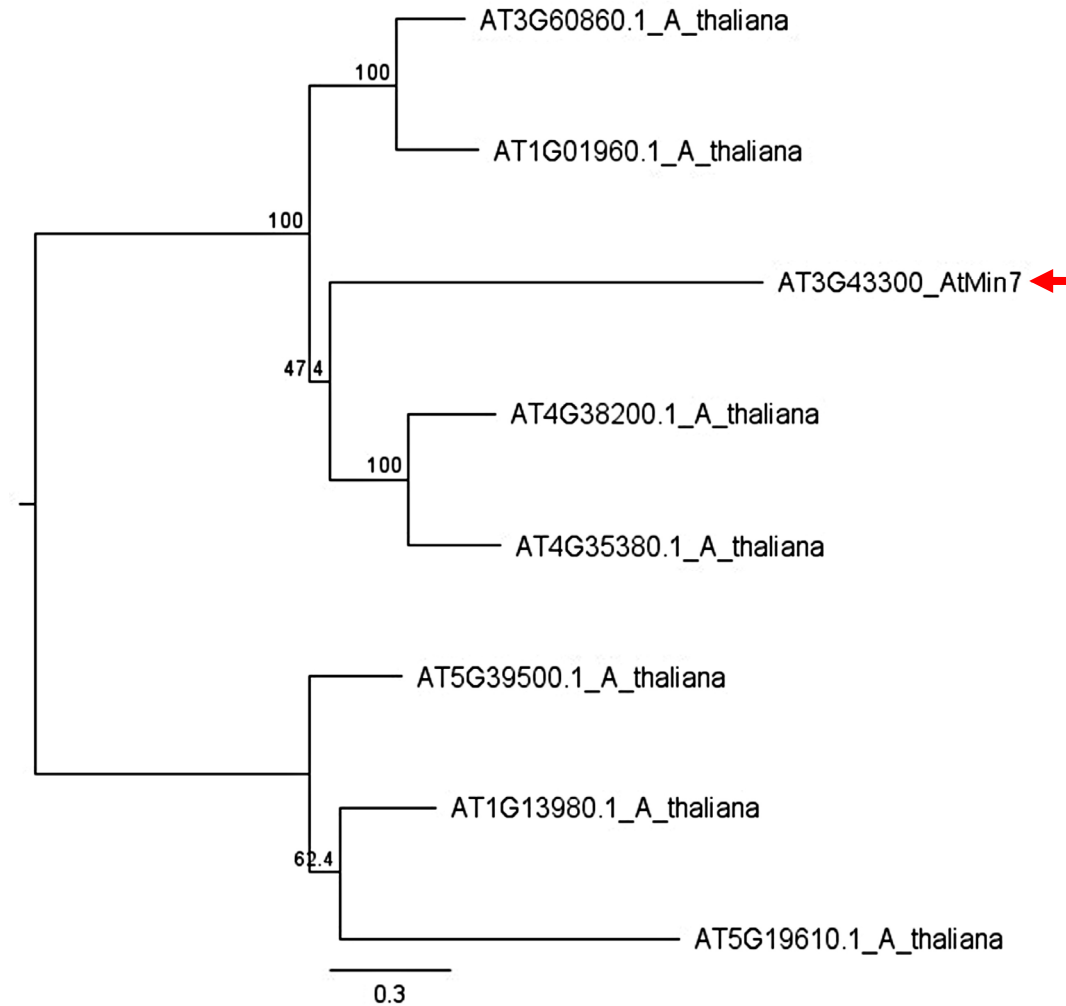 AT3G60860.1_A_thaliana
100
AT1G01960.1_A_thaliana
100
AT3G43300_AtMin7
47.4
AT4G38200.1_A_thaliana
100
AT4G35380.1_A_thaliana
AT5G39500.1_A_thaliana
AT1G13980.1_A_thaliana
62.4
AT5G19610.1_A_thaliana
0.3